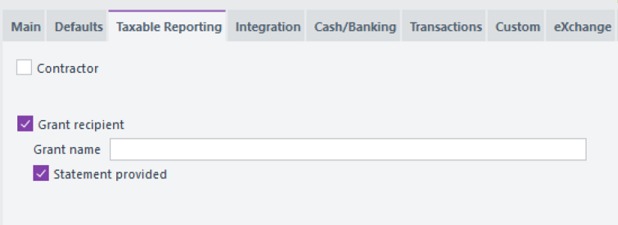 Main Defaults Taxable Reporting Integration Cash/Banking Transactions Custom eXchange
Contractor
Grant recipient
Grant name
Statement provided